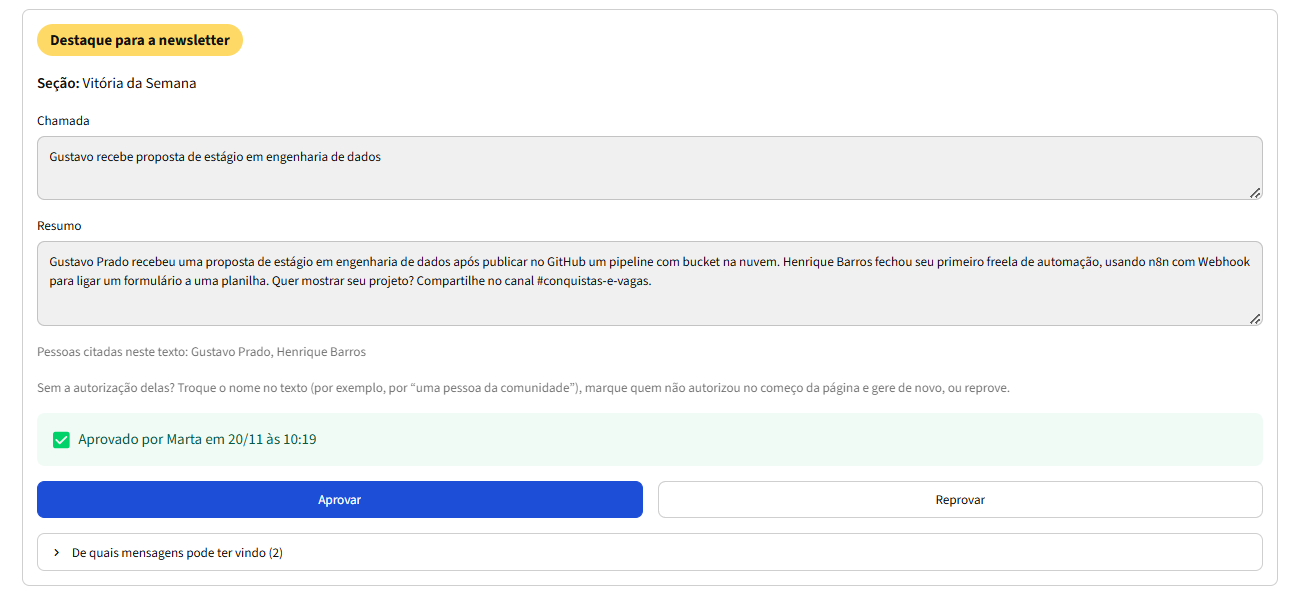 Destaque para a newsletter
Seção: Vitória da Semana
Chamada
Gustavo recebe proposta de estágio em engenharia de dados
Resumo
Gustavo Prado recebeu uma proposta de estágio em engenharia de dados após publicar no GitHub um pipeline com bucket na nuvem. Henrique Barros fechou seu primeiro freela de automação, usando n8n com Webhook
para ligar um formulário a uma planilha. Quer mostrar seu projeto? Compartilhe no canal #conquistas-e-vagas.
Pessoas citadas neste texto: Gustavo Prado, Henrique Barros
Sem a autorização delas? Troque o nome no texto (por exemplo, por “uma pessoa da comunidade”), marque quem não autorizou no começo da página e gere de novo, ou reprove.
Aprovado por Marta em 20/11 às 10:19
Aprovar
Reprovar
De quais mensagens pode ter vindo (2)